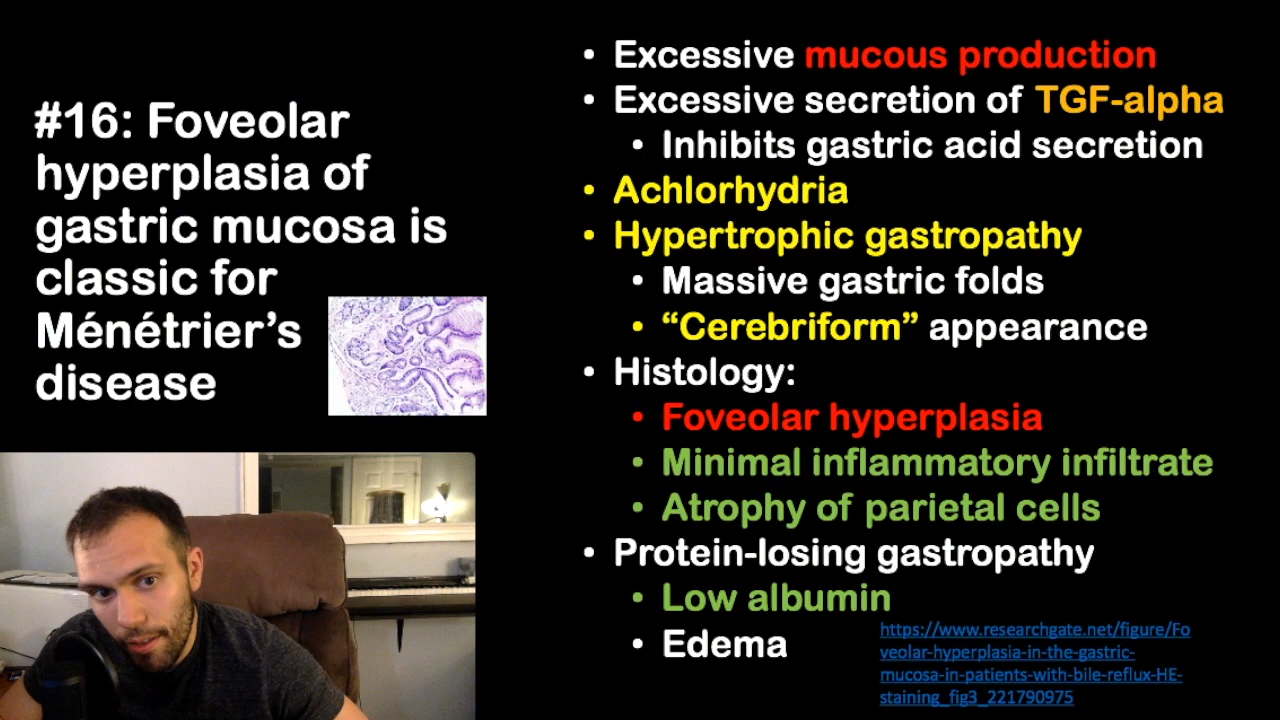 #16: Foveolar
hyperplasia of
gastric mucosa is
classic for
Ménétrier’s
disease
• Excessive mucous production
• Excessive secretion of TGF-alpha
• Inhibits gastric acid secretion
• Achlorhydria
• Hypertrophic gastropathy
• Massive gastric folds
• “Cerebriform” appearance
• Histology:
• Foveolar hyperplasia
• Minimal inflammatory infiltrate
• Atrophy of parietal cells
• Protein-losing gastropathy
• Low albumin
• Edema
https://www.researchgate.net/figure/Fo
veolar-hyperplasia-in-the-gastric-
mucosa-in-patients-with-bile-reflux-HE-
staining_fig3_221790975